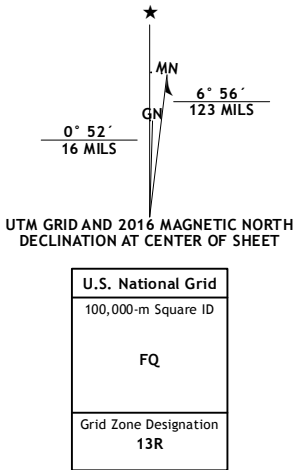 MN
6° 56´
123 MILS
GN
0° 52´
16 MILS
UTM GRID AND 2016 MAGNETIC NORTH
DECLINATION AT CENTER OF SHEET
U.S. National Grid
100,000-m Square ID
FQ
Grid Zone Designation
13R